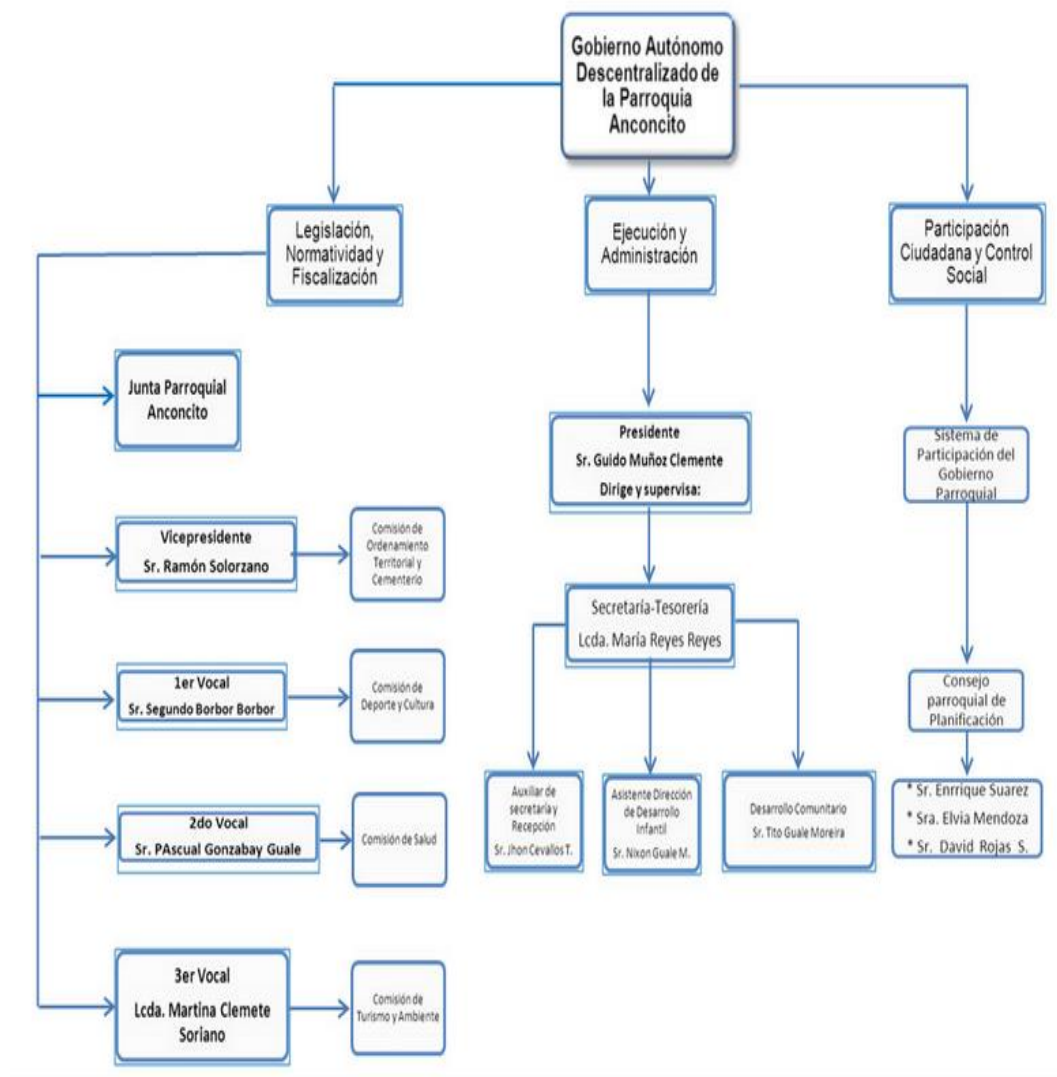 Gobierno Autónomo
Descentralizado de
la Parroquia
Anconcito
Legislación,
Normatividad y
Fiscalización
Ejecución y
Administración
Participación
Ciudadana y Control
Social
Junta Parroquial
Anconcito
Vicepresidente
Sr. Ramón Solorzano
Comisión de
Ordenamiento
Territorial y
Cementerio
1er Vocal
Sr. Segundo Borbor Borbor
Comisión de
Deporte y Cultura
2do Vocal
Sr. PAscual Gonzabay Guale
Comisión de Salud
3er Vocal
Lcda. Martina Clemete
Soriano
Comisión de
Turismo y Ambiente
Presidente
Sr. Guido Muñoz Clemente
Dirige y supervisa:
Secretaría-Tesorería
Lcda. María Reyes Reyes
Auxiliar de
secretaría y
Recepción
Sr. Jhon Cevallos T.
Asistente Dirección
de Desarrollo
Infantil
Sr. Nixon Guale M.
Desarrollo Comunitario
Sr. Tito Guale Moreira
Sistema de
Participación del
Gobierno
Parroquial
Consejo
parroquial de
Planificación
* Sr. Enrrique Suarez
* Sra. Elvia Mendoza
* Sr. David Rojas S.